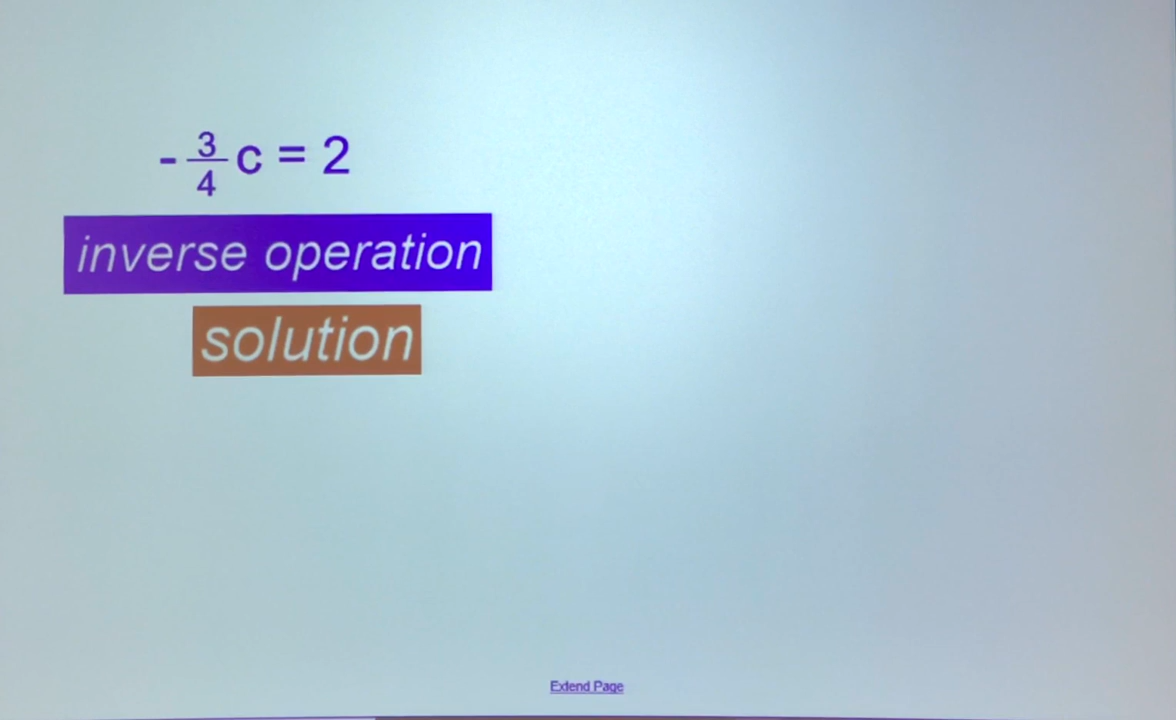 - 3/4 c = 2
inverse operation
solution
Extend Page